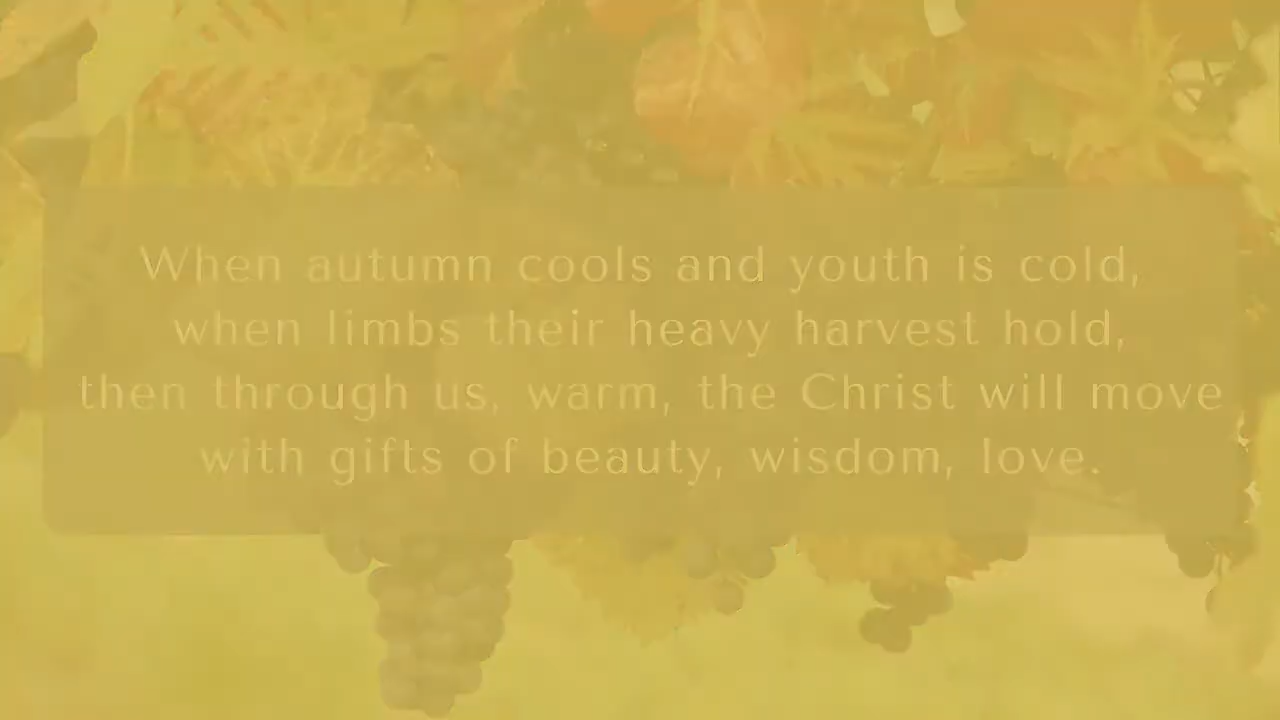 When autumn cools and youth is cold,
when limbs their heavy harvest hold,
then through us, warm, the Christ will move
with gifts of beauty, wisdom, love.